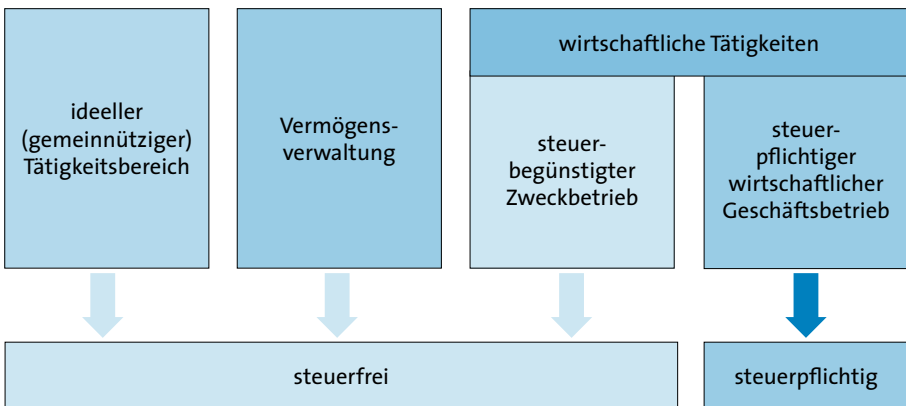 wirtschaftliche Tätigkeiten
ideeller
(gemeinnütziger)
Tätigkeitsbereich
Vermögens-
verwaltung
steuer-
begünstigter
Zweckbetrieb
steuer-
pflichtiger
wirtschaftlicher
Geschäftsbetrieb
steuerfrei
steuerpflichtig